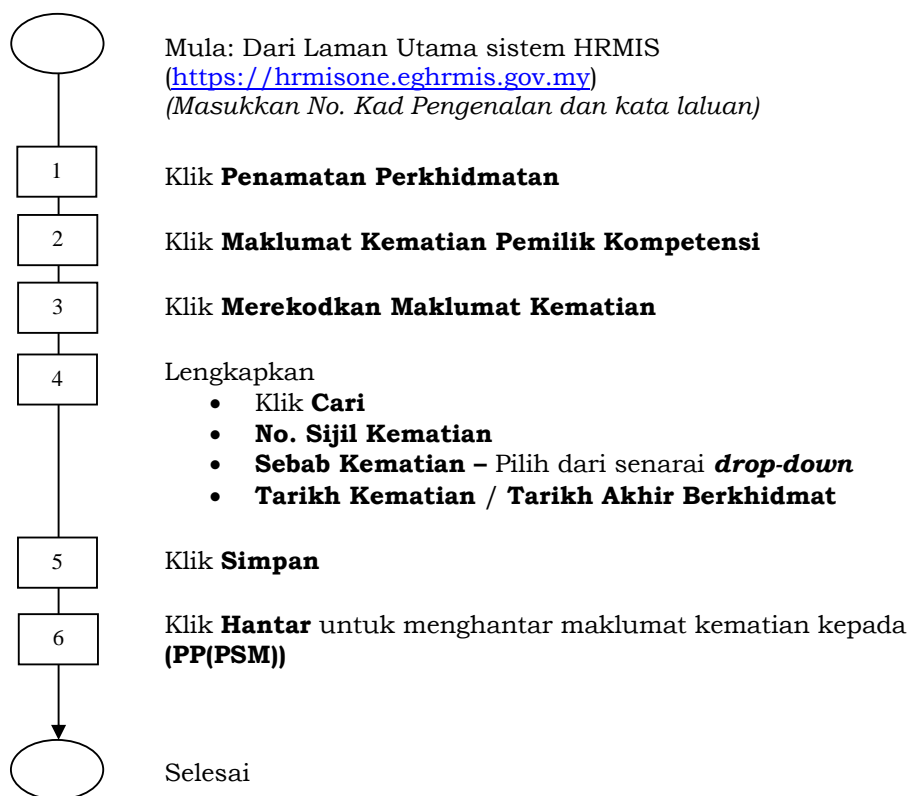 Mula: Dari Laman Utama sistem HRMIS
(https://hrmisone.eghrmis.gov.my)
(Masukkan No. Kad Pengenalan dan kata laluan)
1
Klik Penamatan Perkhidmatan
2
Klik Maklumat Kematian Pemilik Kompetensi
3
Klik Merekodkan Maklumat Kematian
4
Lengkapkan
• Klik Cari
• No. Sijil Kematian
• Sebab Kematian – Pilih dari senarai drop-down
• Tarikh Kematian / Tarikh Akhir Berkhidmat
5
Klik Simpan
6
Klik Hantar untuk menghantar maklumat kematian kepada
(PP(PSM))
Selesai